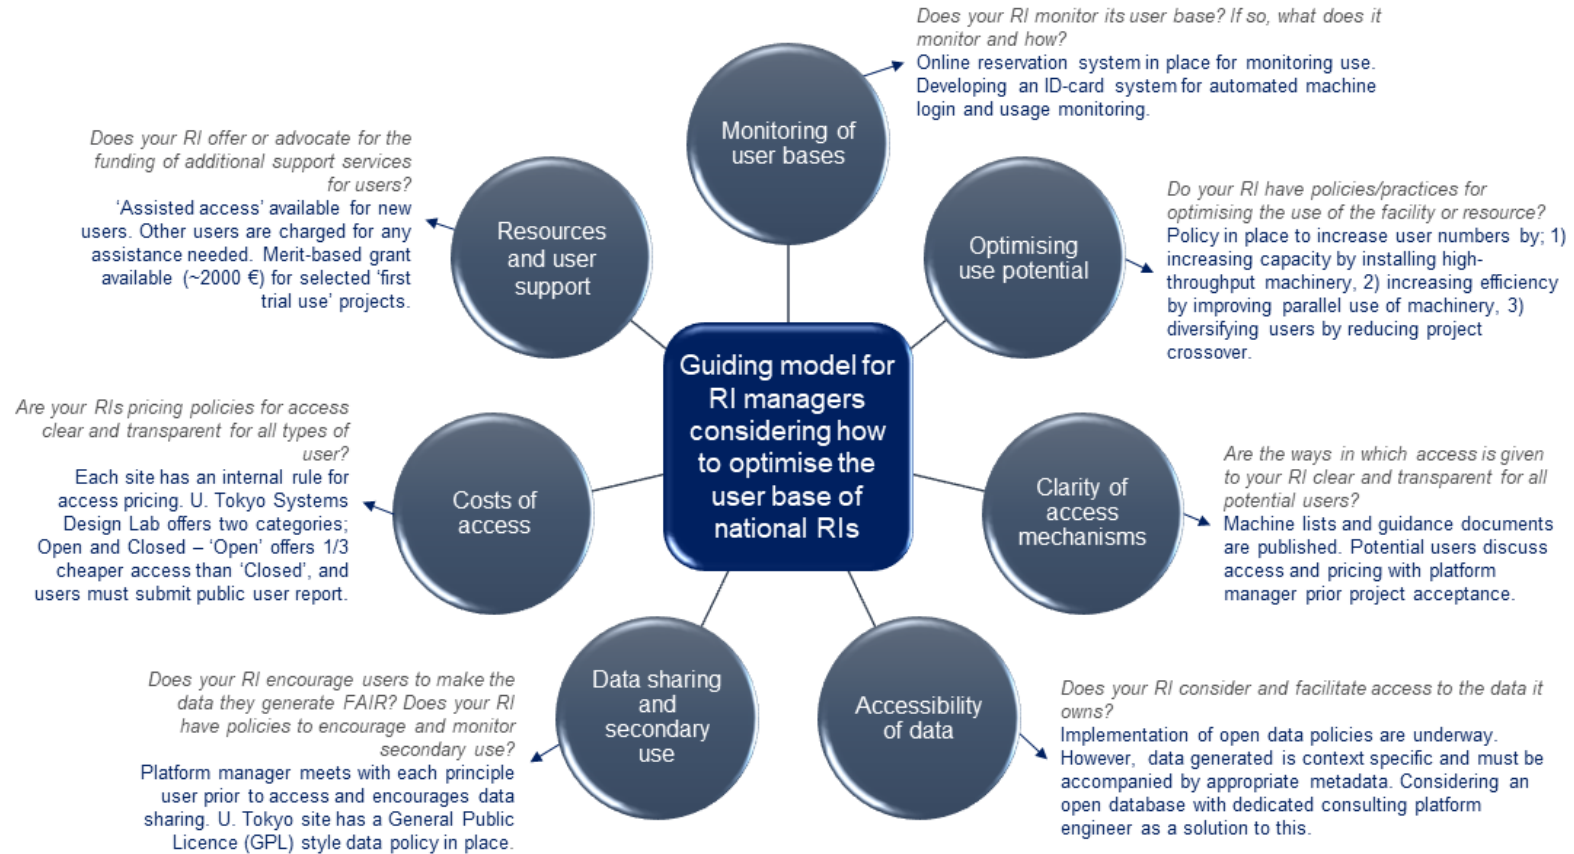 Does your RI monitor its user base? If so, what does it
monitor and how?
Online reservation system in place for monitoring use.
Developing an ID-card system for automated machine
login and usage monitoring.
Monitoring of
user bases
Does your RI offer or advocate for the
funding of additional support services
for users?
'Assisted access' available for new
users. Other users are charged for any
assistance needed. Merit-based grant
available (~2000 €) for selected 'first
trial use' projects.
Resources
and user
support
Do your RI have policies/practices for
optimising the use of the facility or resource?
Policy in place to increase user numbers by; 1)
increasing capacity by installing high-
throughput machinery, 2) increasing efficiency
by improving parallel use of machinery, 3)
diversifying users by reducing project
crossover.
Optimising
use potential
Guiding model for
RI managers
considering how
to optimise the
user base of
national RIs
Are your RIs pricing policies for access
clear and transparent for all types of
user?
Each site has an internal rule for
access pricing. U. Tokyo Systems
Design Lab offers two categories;
Open and Closed – 'Open' offers 1/3
cheaper access than 'Closed', and
users must submit public user report.
Costs of
access
Are the ways in which access is given
to your RI clear and transparent for all
potential users?
Machine lists and guidance documents
are published. Potential users discuss
access and pricing with platform
manager prior project acceptance.
Clarity of
access
mechanisms
Does your RI encourage users to make the
data they generate FAIR? Does your RI
have policies to encourage and monitor
secondary use?
Platform manager meets with each principle
user prior to access and encourages data
sharing. U. Tokyo site has a General Public
Licence (GPL) style data policy in place.
Data sharing
and
secondary
use
Accessibility
of data
Does your RI consider and facilitate access to the data it
owns?
Implementation of open data policies are underway.
However, data generated is context specific and must be
accompanied by appropriate metadata. Considering an
open database with dedicated consulting platform
engineer as a solution to this.